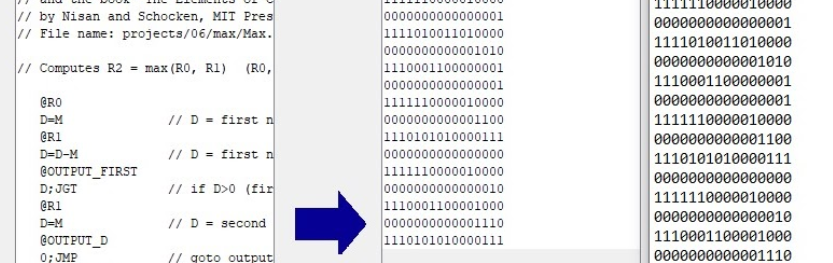 // and the book "The Elements of C
// by Nisan and Schocken, MIT Pres
// File name: projects/06/max/Max.
// Computes R2 = max(R0, R1)  (R0,
@R0
D=M // D = first n
@R1
D=D-M // D = first n
@OUTPUT_FIRST
D;JGT // if D>0 (fir
@R1
D=M // D = second
@OUTPUT_D
0;JMP // goto output
1111110000010000
0000000000000001
1111010011010000
0000000000001010
1110001100000001
0000000000000001
1111110000010000
0000000000001100
1110101010000111
0000000000000000
1111110000010000
0000000000000010
1110001100001000
0000000000001110
1110101010000111
1111110000010000
0000000000000001
1111010011010000
0000000000001010
1110001100000001
0000000000000001
1111110000010000
0000000000001100
1110101010000111
0000000000000000
1111110000010000
0000000000000010
1110001100001000
0000000000001110